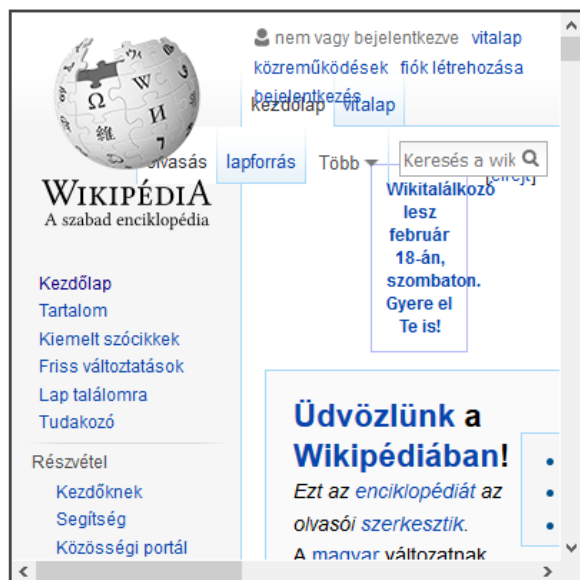 nem vagy bejelentkezve vitalap
közreműködések fiók létrehozása
bejelentkezés
kezdőlap vitalap
olvasás lapforrás Több Keresés a wik
[elrejt]
WIKIPÉDIA
A szabad enciklopédia
Wikitalálkozó
lesz
február
18-án,
szombaton.
Gyere el
Te is!
Kezdőlap
Tartalom
Kiemelt szócikkek
Friss változtatások
Lap találomra
Tudakozó
Részvétel
Kezdőknek
Segítség
Közösségi portál
Üdvözlünk a
Wikipédiában!
Ezt az enciklopédiát az
olvasói szerkesztik.
A magyar változatnak